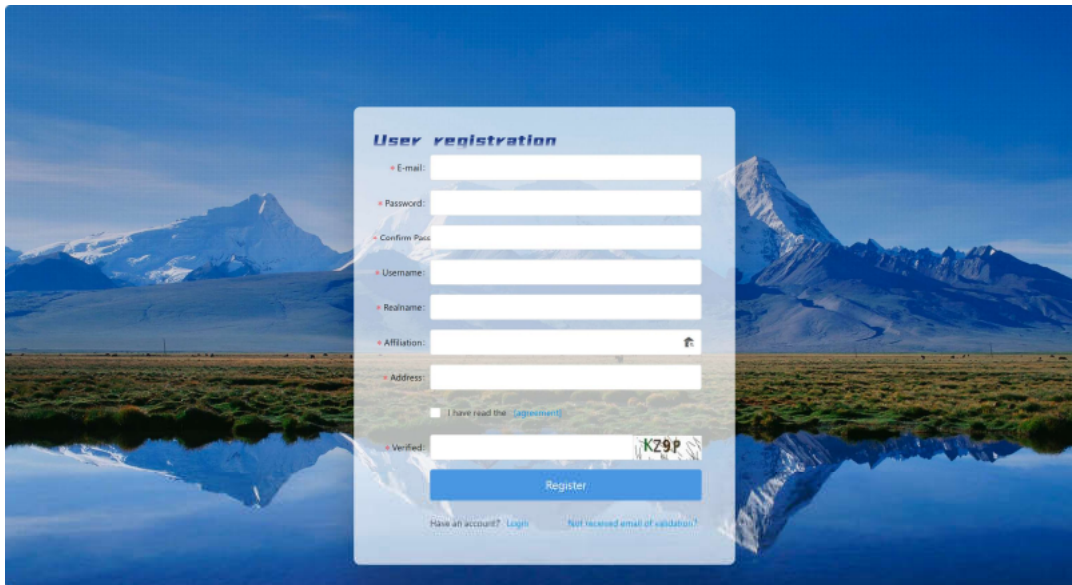 User registration
* E-mail:
* Password:
* Confirm Pass
* Username:
* Realname:
* Affiliation:
* Address:
I have read the 《agreement》
* Verified: KZ9P
Register
Have an account? Login Not received email of validation?